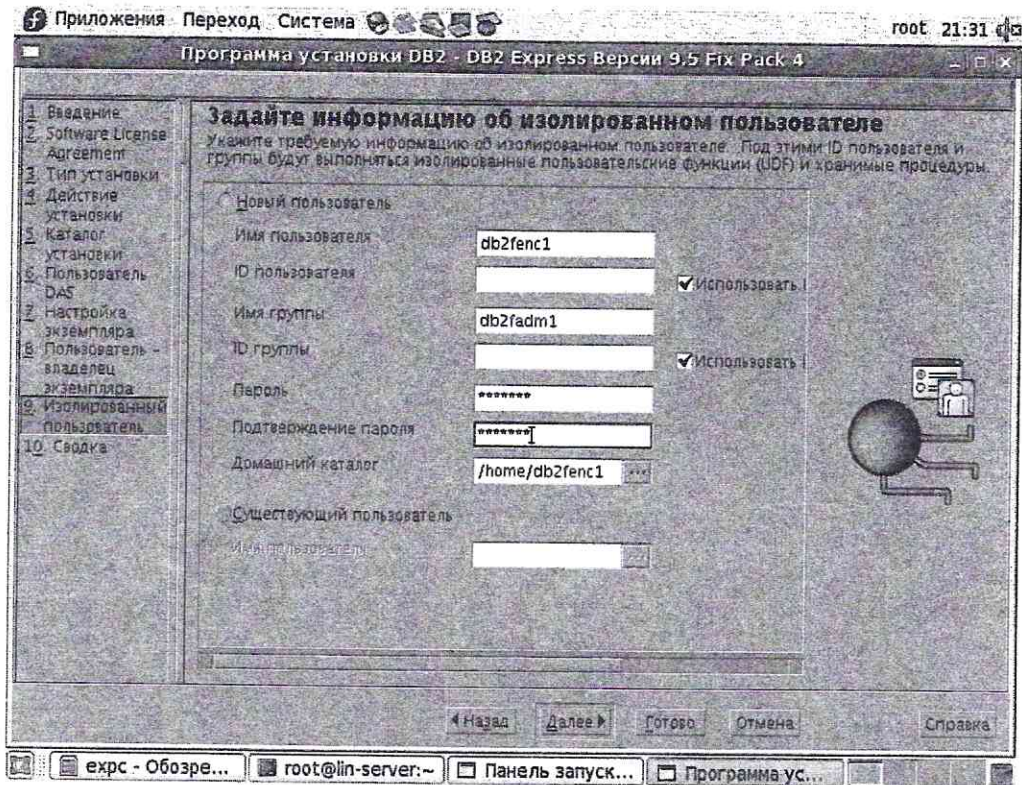 Приложения Переход Система
root 21:31
Программа установки DB2 - DB2 Express Версии 9.5 Fix Pack 4
1. Введение
2. Software License Agreement
3. Тип установки
4. Действие установки
5. Каталог установки
6. Пользователь DAS
7. Настройка экземпляра
8. Пользователь - владелец экземпляра
9. Изолированный пользователь
10. Сводка
Задайте информацию об изолированном пользователе
Укажите требуемую информацию об изолированном пользователе. Под этими ID пользователя и
группы будут выполняться изолированные пользовательские функции (UDF) и хранимые процедуры.
Новый пользователь
Имя пользователя db2fenc1
ID пользователя Использовать
Имя группы db2fadm1
ID группы Использовать
Пароль *******
Подтверждение пароля *******
Домашний каталог /home/db2fenc1 ...
Существующий пользователь
Имя пользователя ...
Назад Далее Готово Отмена Справка
expc - Обозре... root@lin-server:~ Панель запуск... Программа ус...